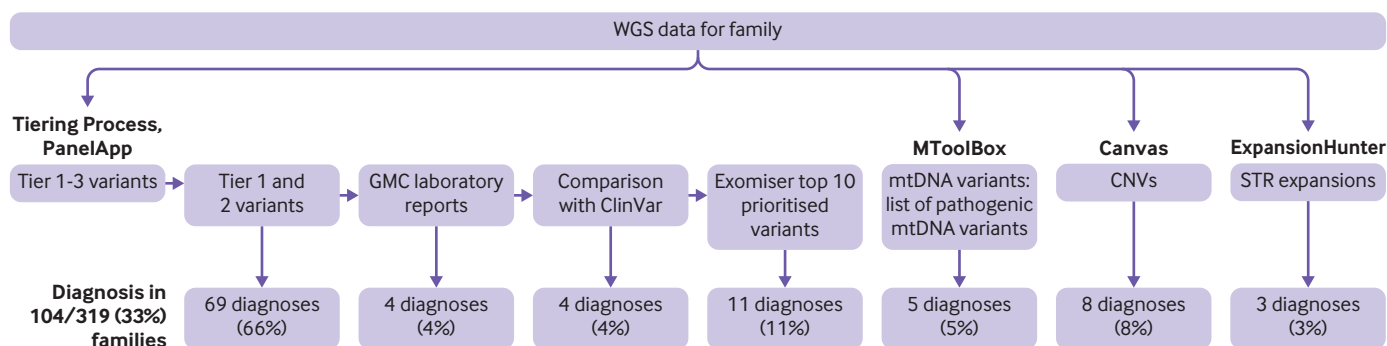 WGS data for family
Tiering Process,
PanelApp
Tier 1-3 variants
Tier 1 and
2 variants
GMC laboratory
reports
Comparison
with ClinVar
Exomiser top 10
prioritised
variants
MToolBox
mtDNA variants:
list of pathogenic
mtDNA variants
Canvas
CNVs
ExpansionHunter
STR expansions
Diagnosis in
104/319 (33%)
families
69 diagnoses
(66%)
4 diagnoses
(4%)
4 diagnoses
(4%)
11 diagnoses
(11%)
5 diagnoses
(5%)
8 diagnoses
(8%)
3 diagnoses
(3%)